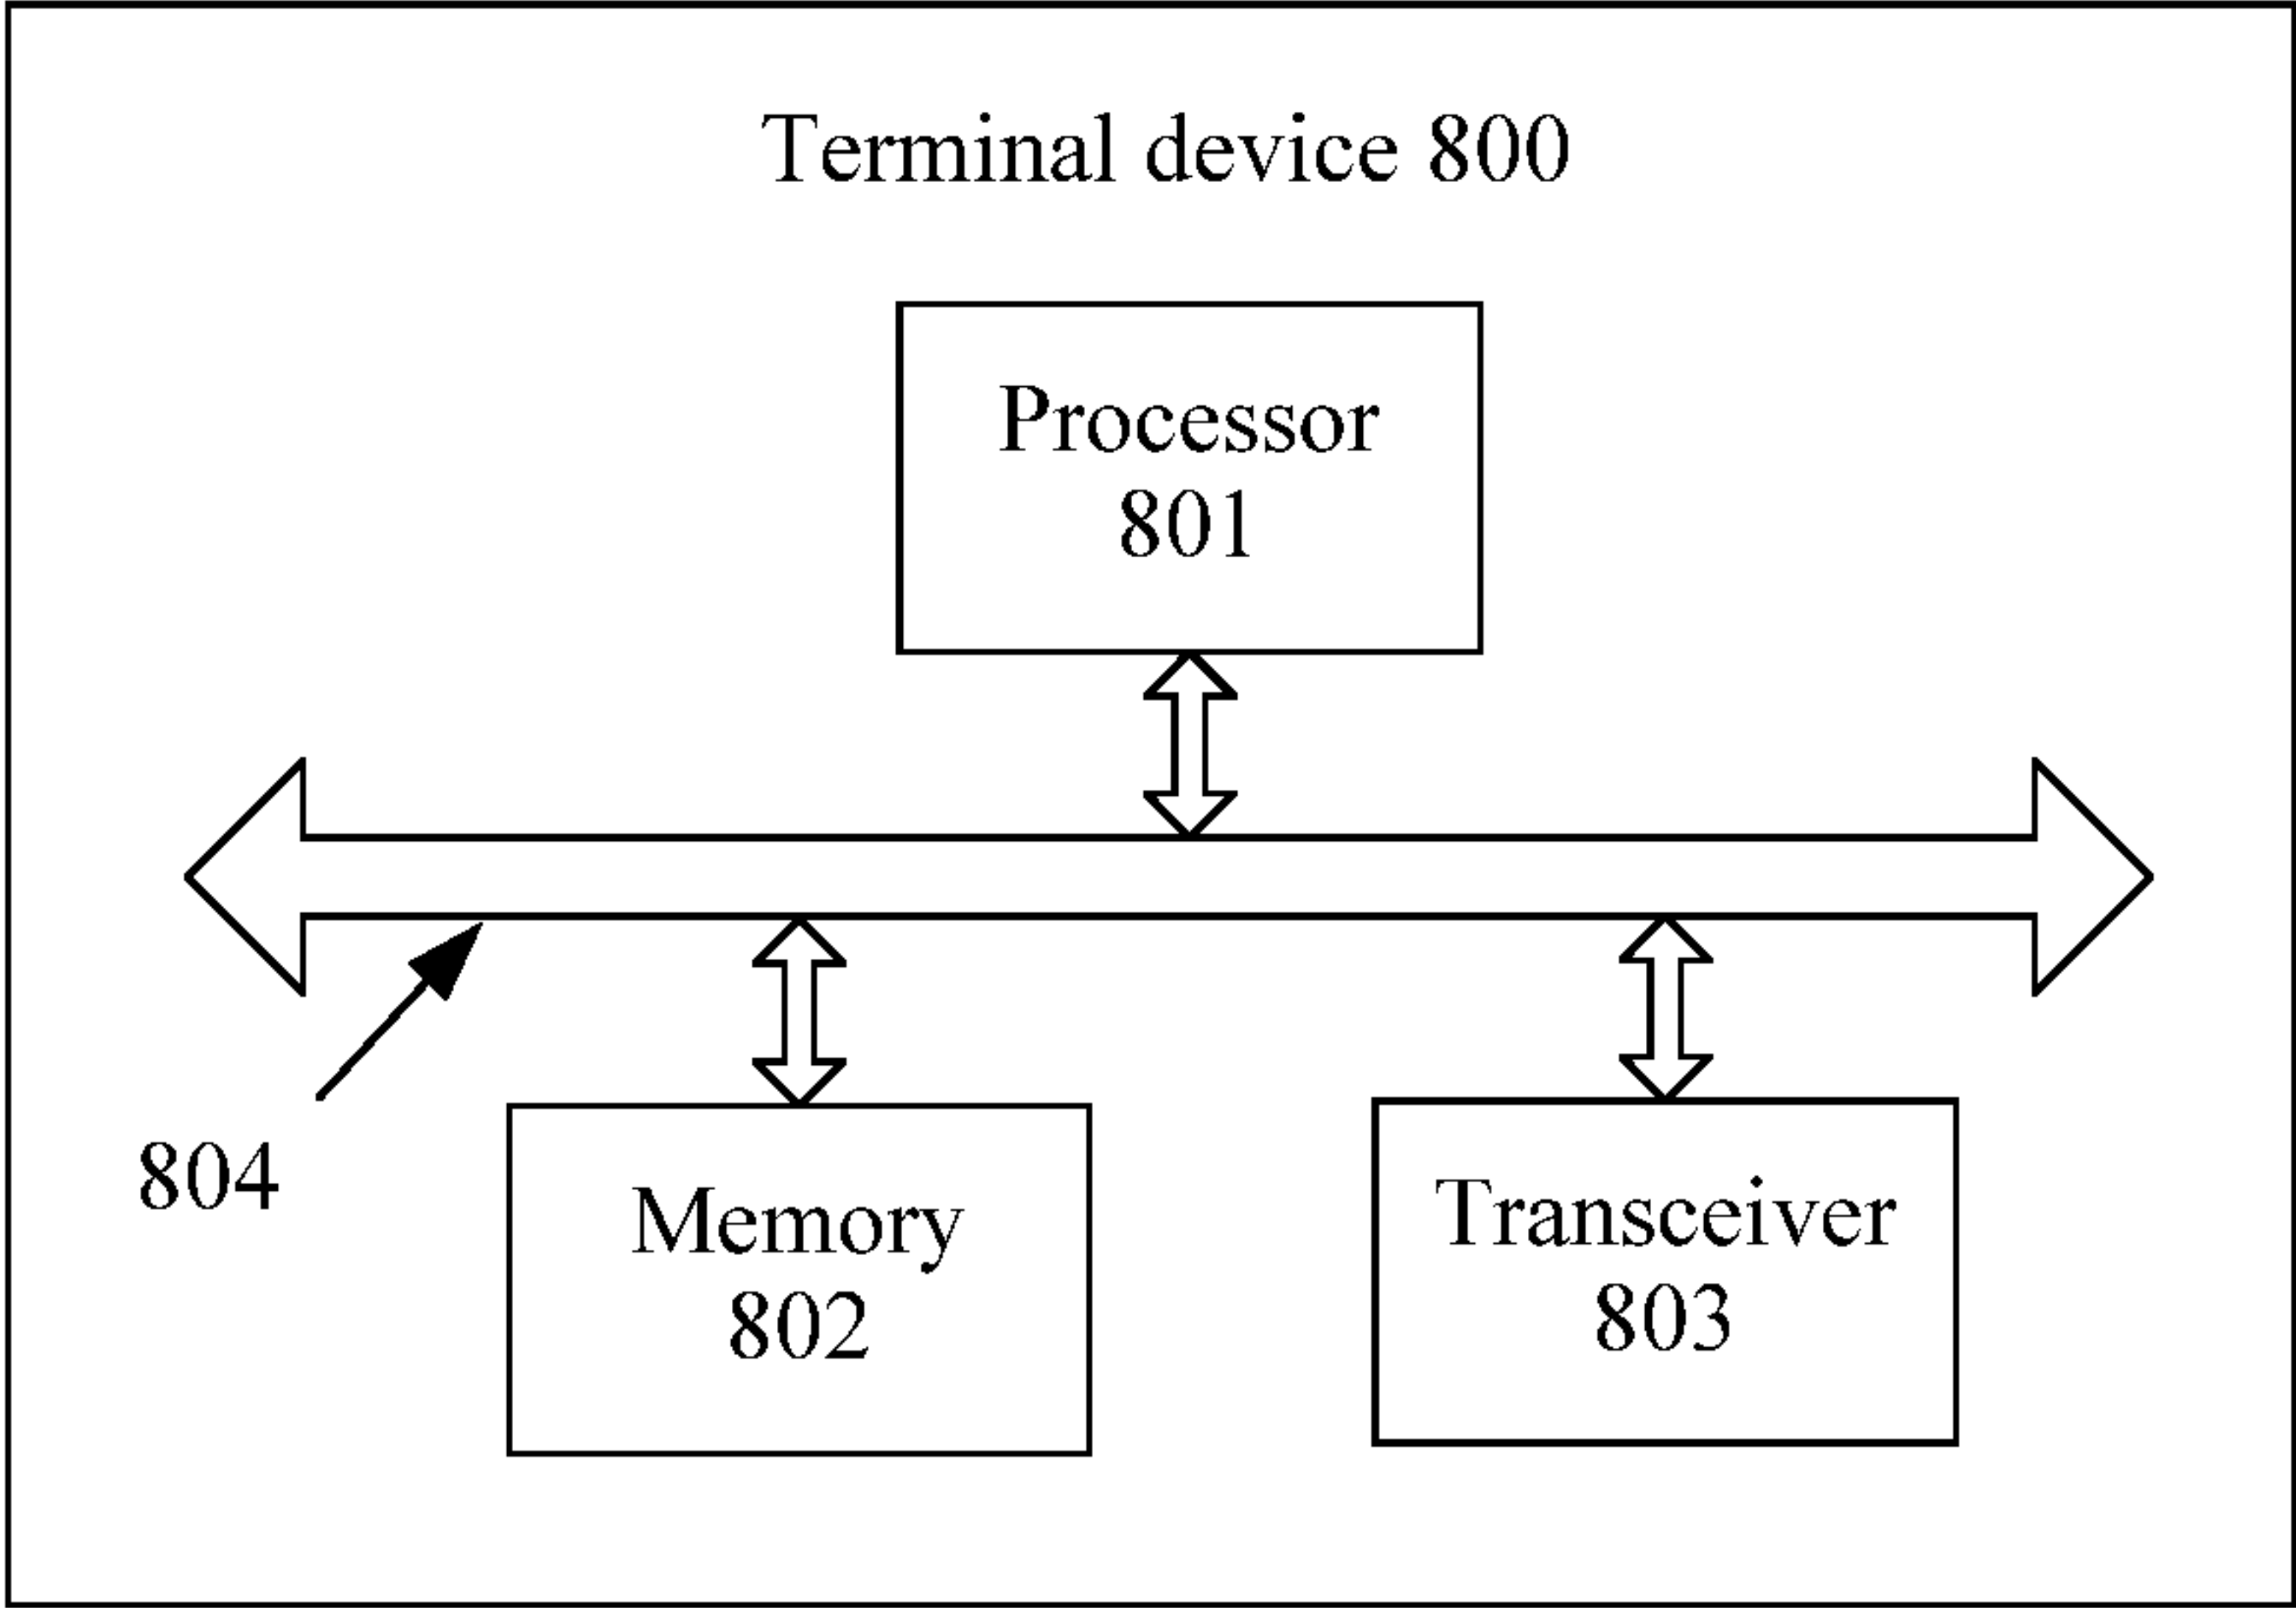 Terminal device 800
Processor
801
804
Memory
802
Transceiver
803